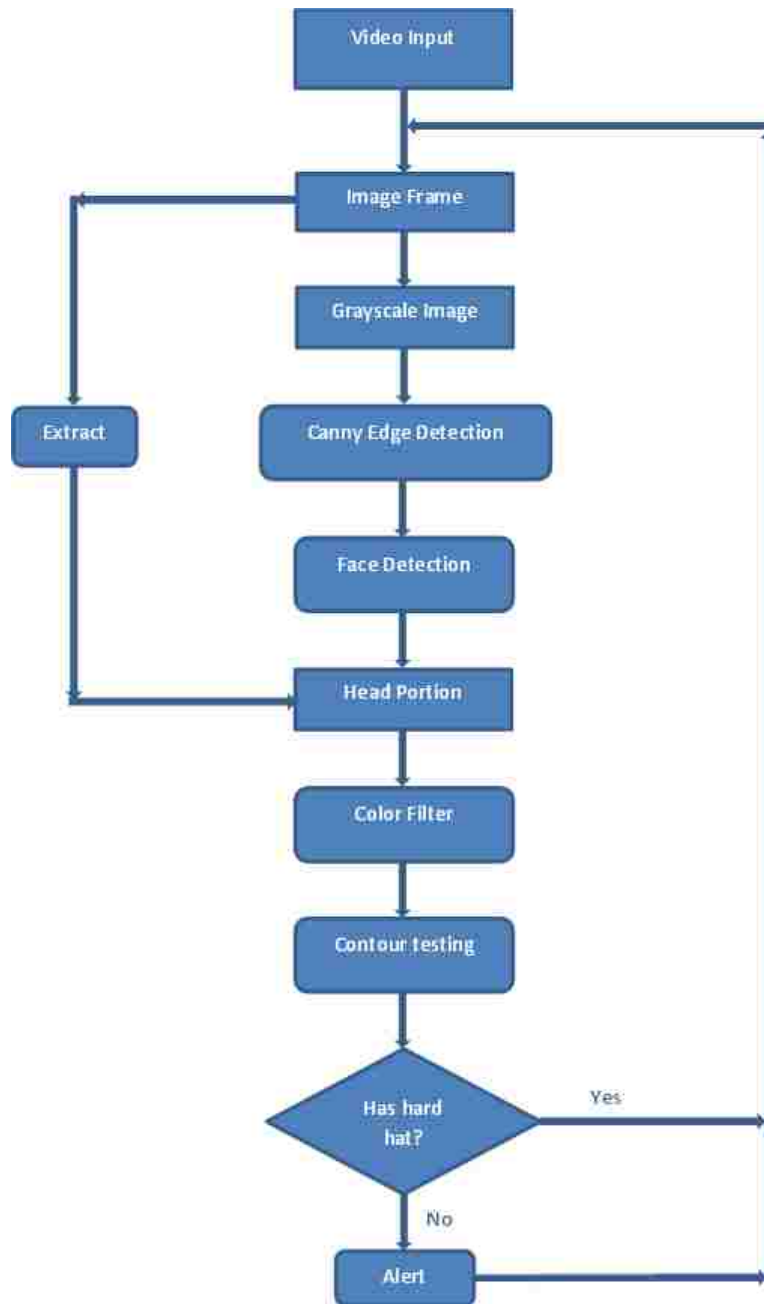 Video Input
Image Frame
Grayscale Image
Extract
Canny Edge Detection
Face Detection
Head Portion
Color Filter
Contour testing
Has hard
hat?
Yes
No
Alert